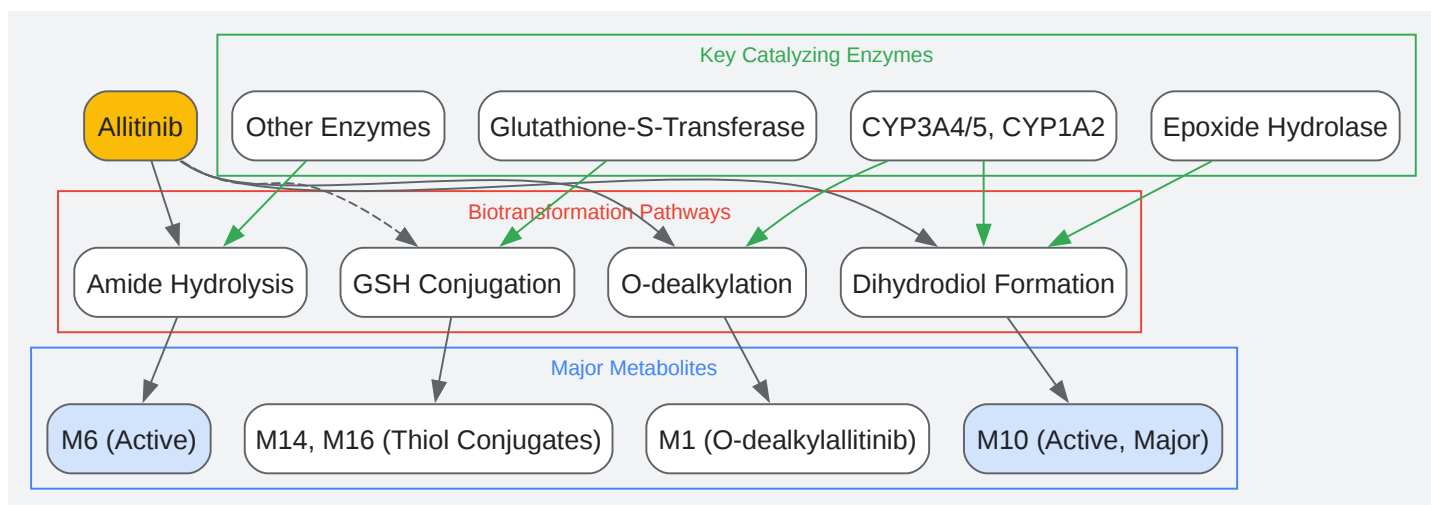 Key Catalyzing Enzymes
Allitinib
Other Enzymes
Glutathione-S-Transferase
CYP3A4/5, CYP1A2
Epoxide Hydrolase
Biotransformation Pathways
Amide Hydrolysis
GSH Conjugation
O-dealkylation
Dihydrodiol Formation
Major Metabolites
M6 (Active)
M14, M16 (Thiol Conjugates)
M1 (O-dealkylallitinib)
M10 (Active, Major)